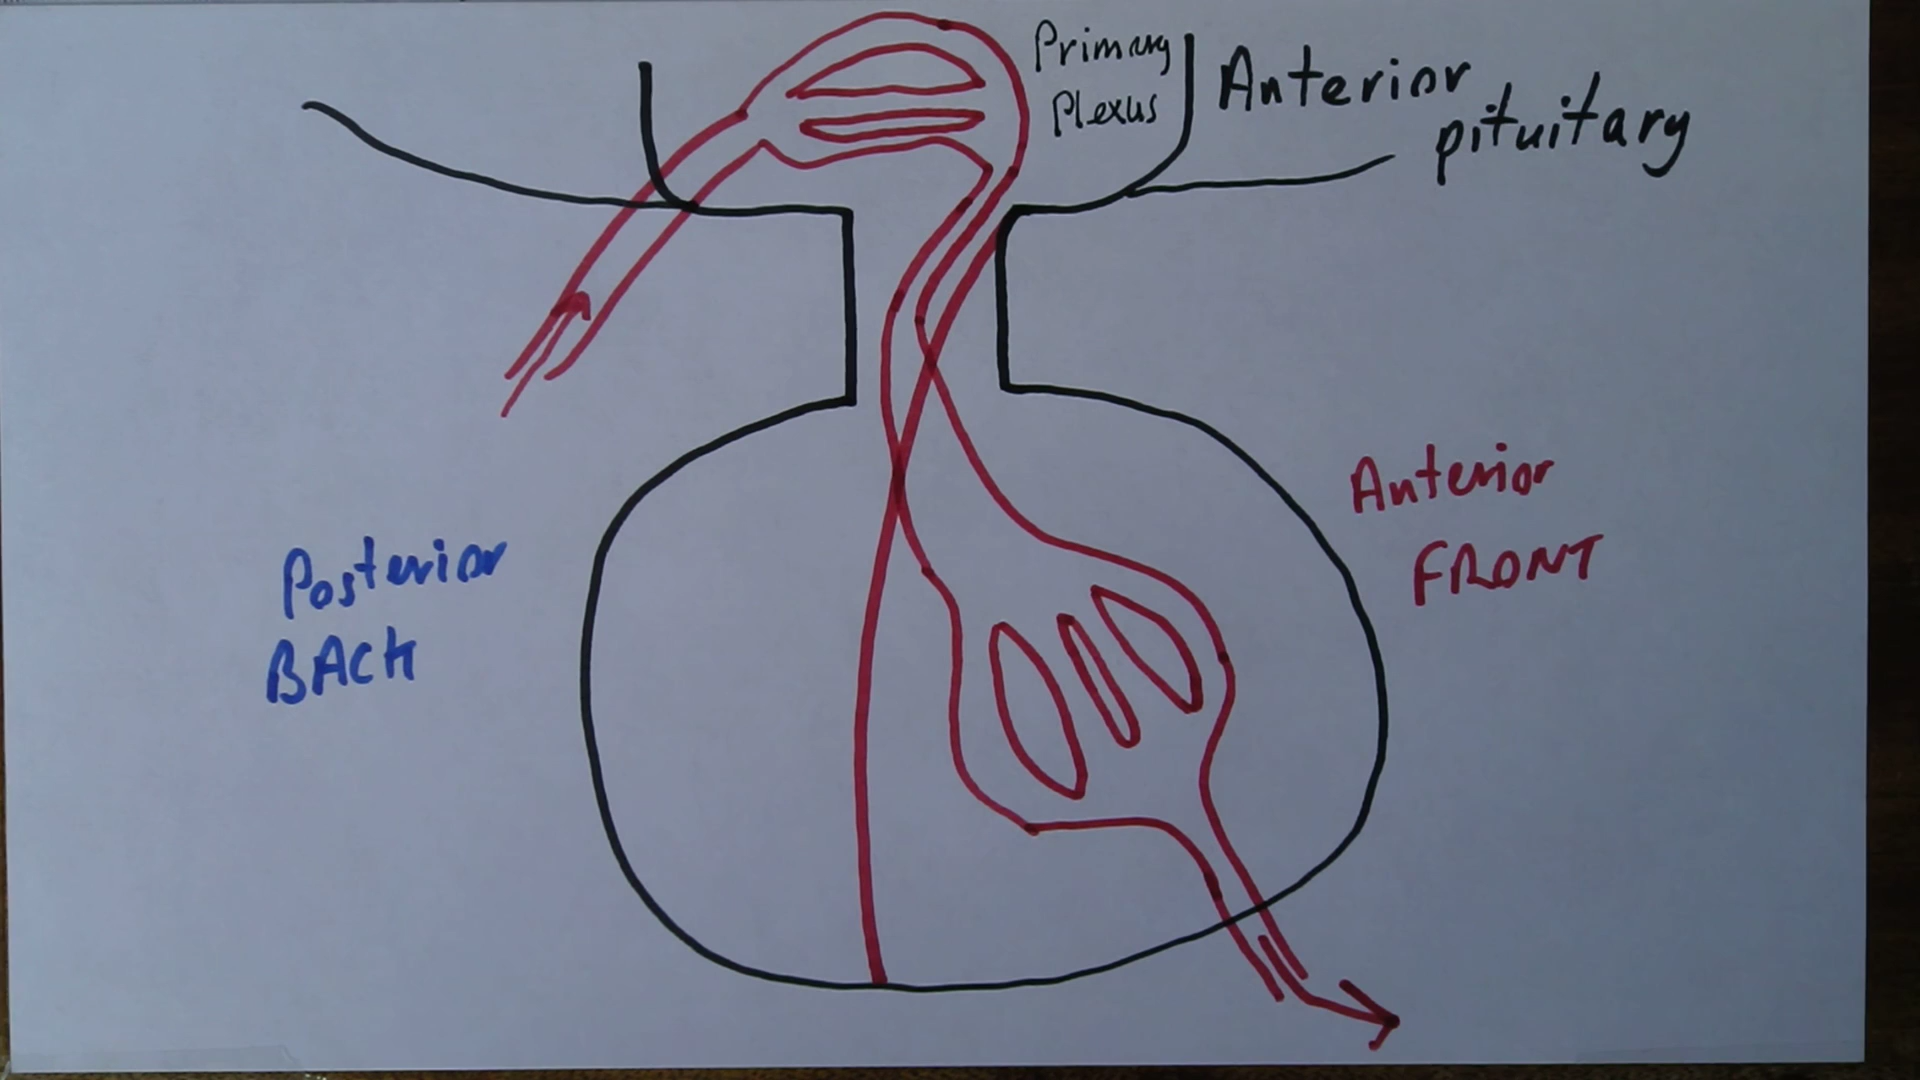 Primary
Plexus
Anterior
pituitary
Anterior
FRONT
Posterior
BACK